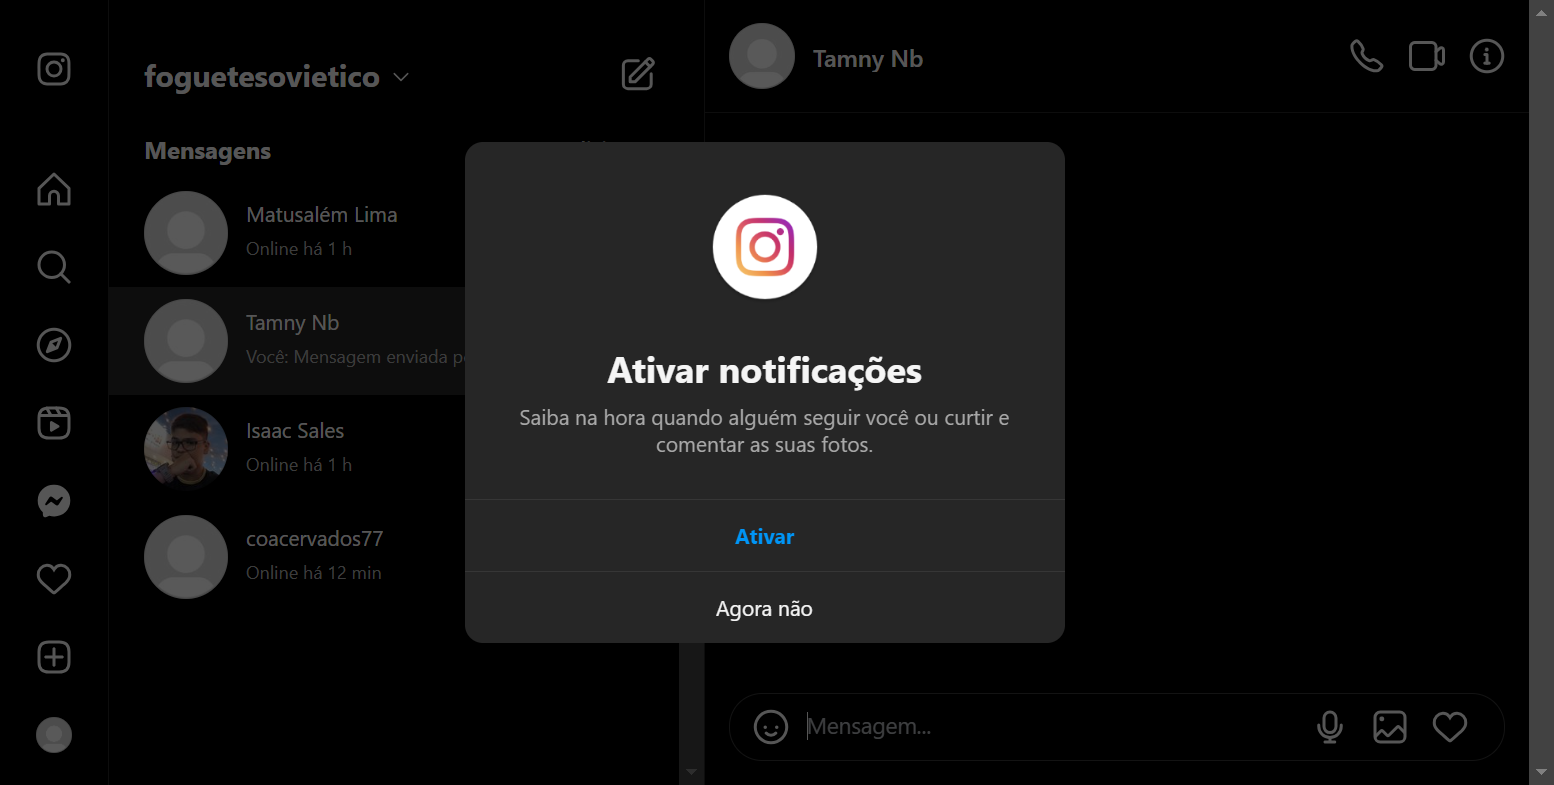 foguetesovietico
Tamny Nb
Mensagens
Matusalém Lima
Online há 1 h
Tamny Nb
Você: Mensagem enviada
Isaac Sales
Online há 1 h
coacervados77
Online há 12 min
Ativar notificações
Saiba na hora quando alguém seguir você ou curtir e
comentar as suas fotos.
Ativar
Agora não
Mensagem...